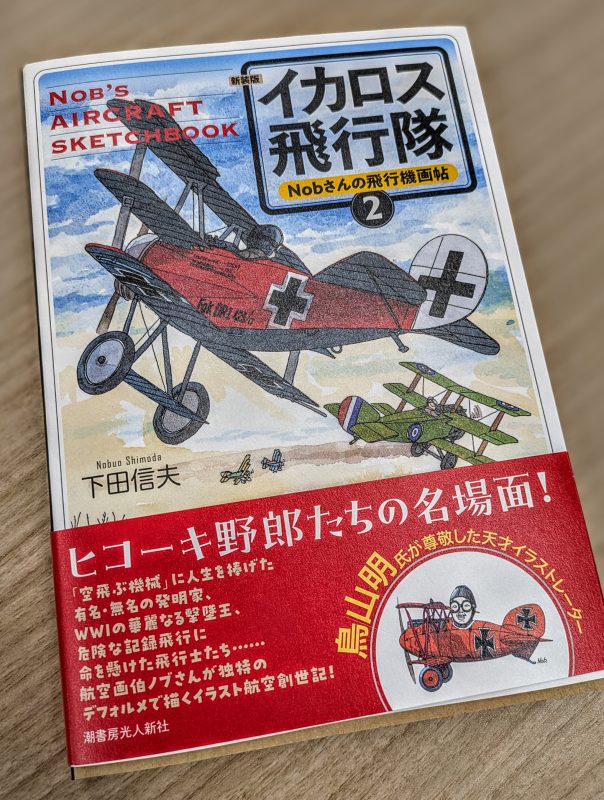 NOB'S
AIRCRAFT
SKETCHBOOK
新装版
イカロス
飛行隊
Nobさんの飛行機画帖
2
Nobuo Shimoda
下田信夫
ヒコーキ野郎たちの名場面!
「空飛ぶ機械」に人生を捧げた
有名・無名の発明家、
WWIの華麗なる撃墜王、
危険な記録飛行に
命を懸けた飛行士たち……
航空画伯ノブさんが独特の
デフォルメで描くイラスト航空創世記!
潮書房光人新社
鳥山明氏が尊敬した天才イラストレーター
Nob.